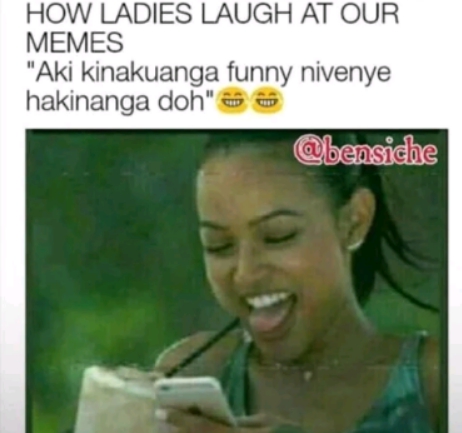 HOW LADIES LAUGH AT OUR
MEMES
"Aki kinakuanga funny nivenye
hakinanga doh"😂😂
@bensiche